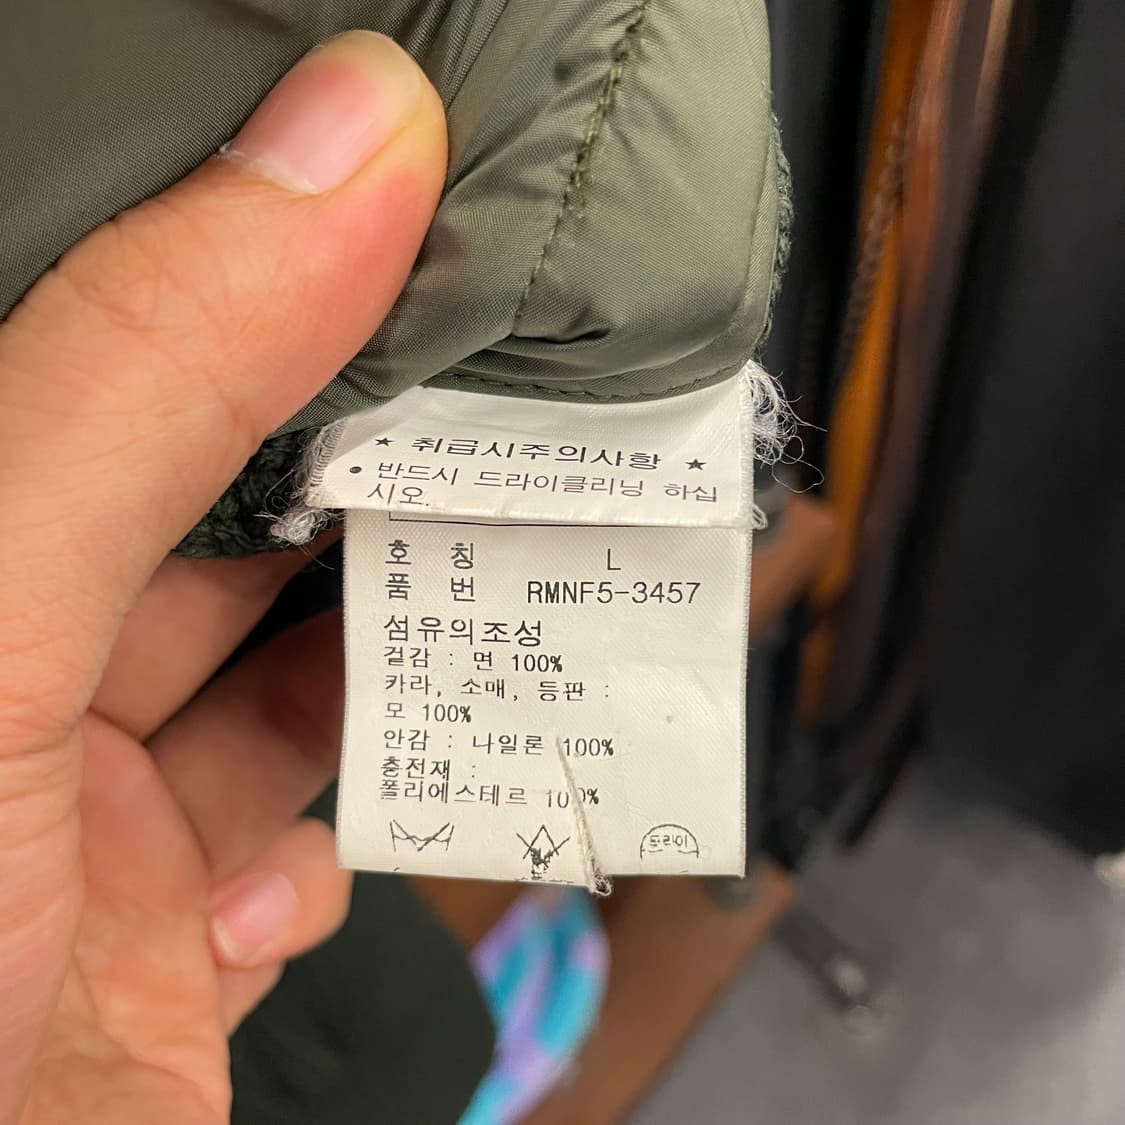 ★ 취급시주의사항 ★
• 반드시 드라이클리닝 하십
시오.
호 칭 L
품 번 RMNF5-3457
섬유의조성
겉감 : 면 100%
카라, 소매, 등판 :
모 100%
안감 : 나일론 100%
충전재 :
폴리에스테르 100%
드라이